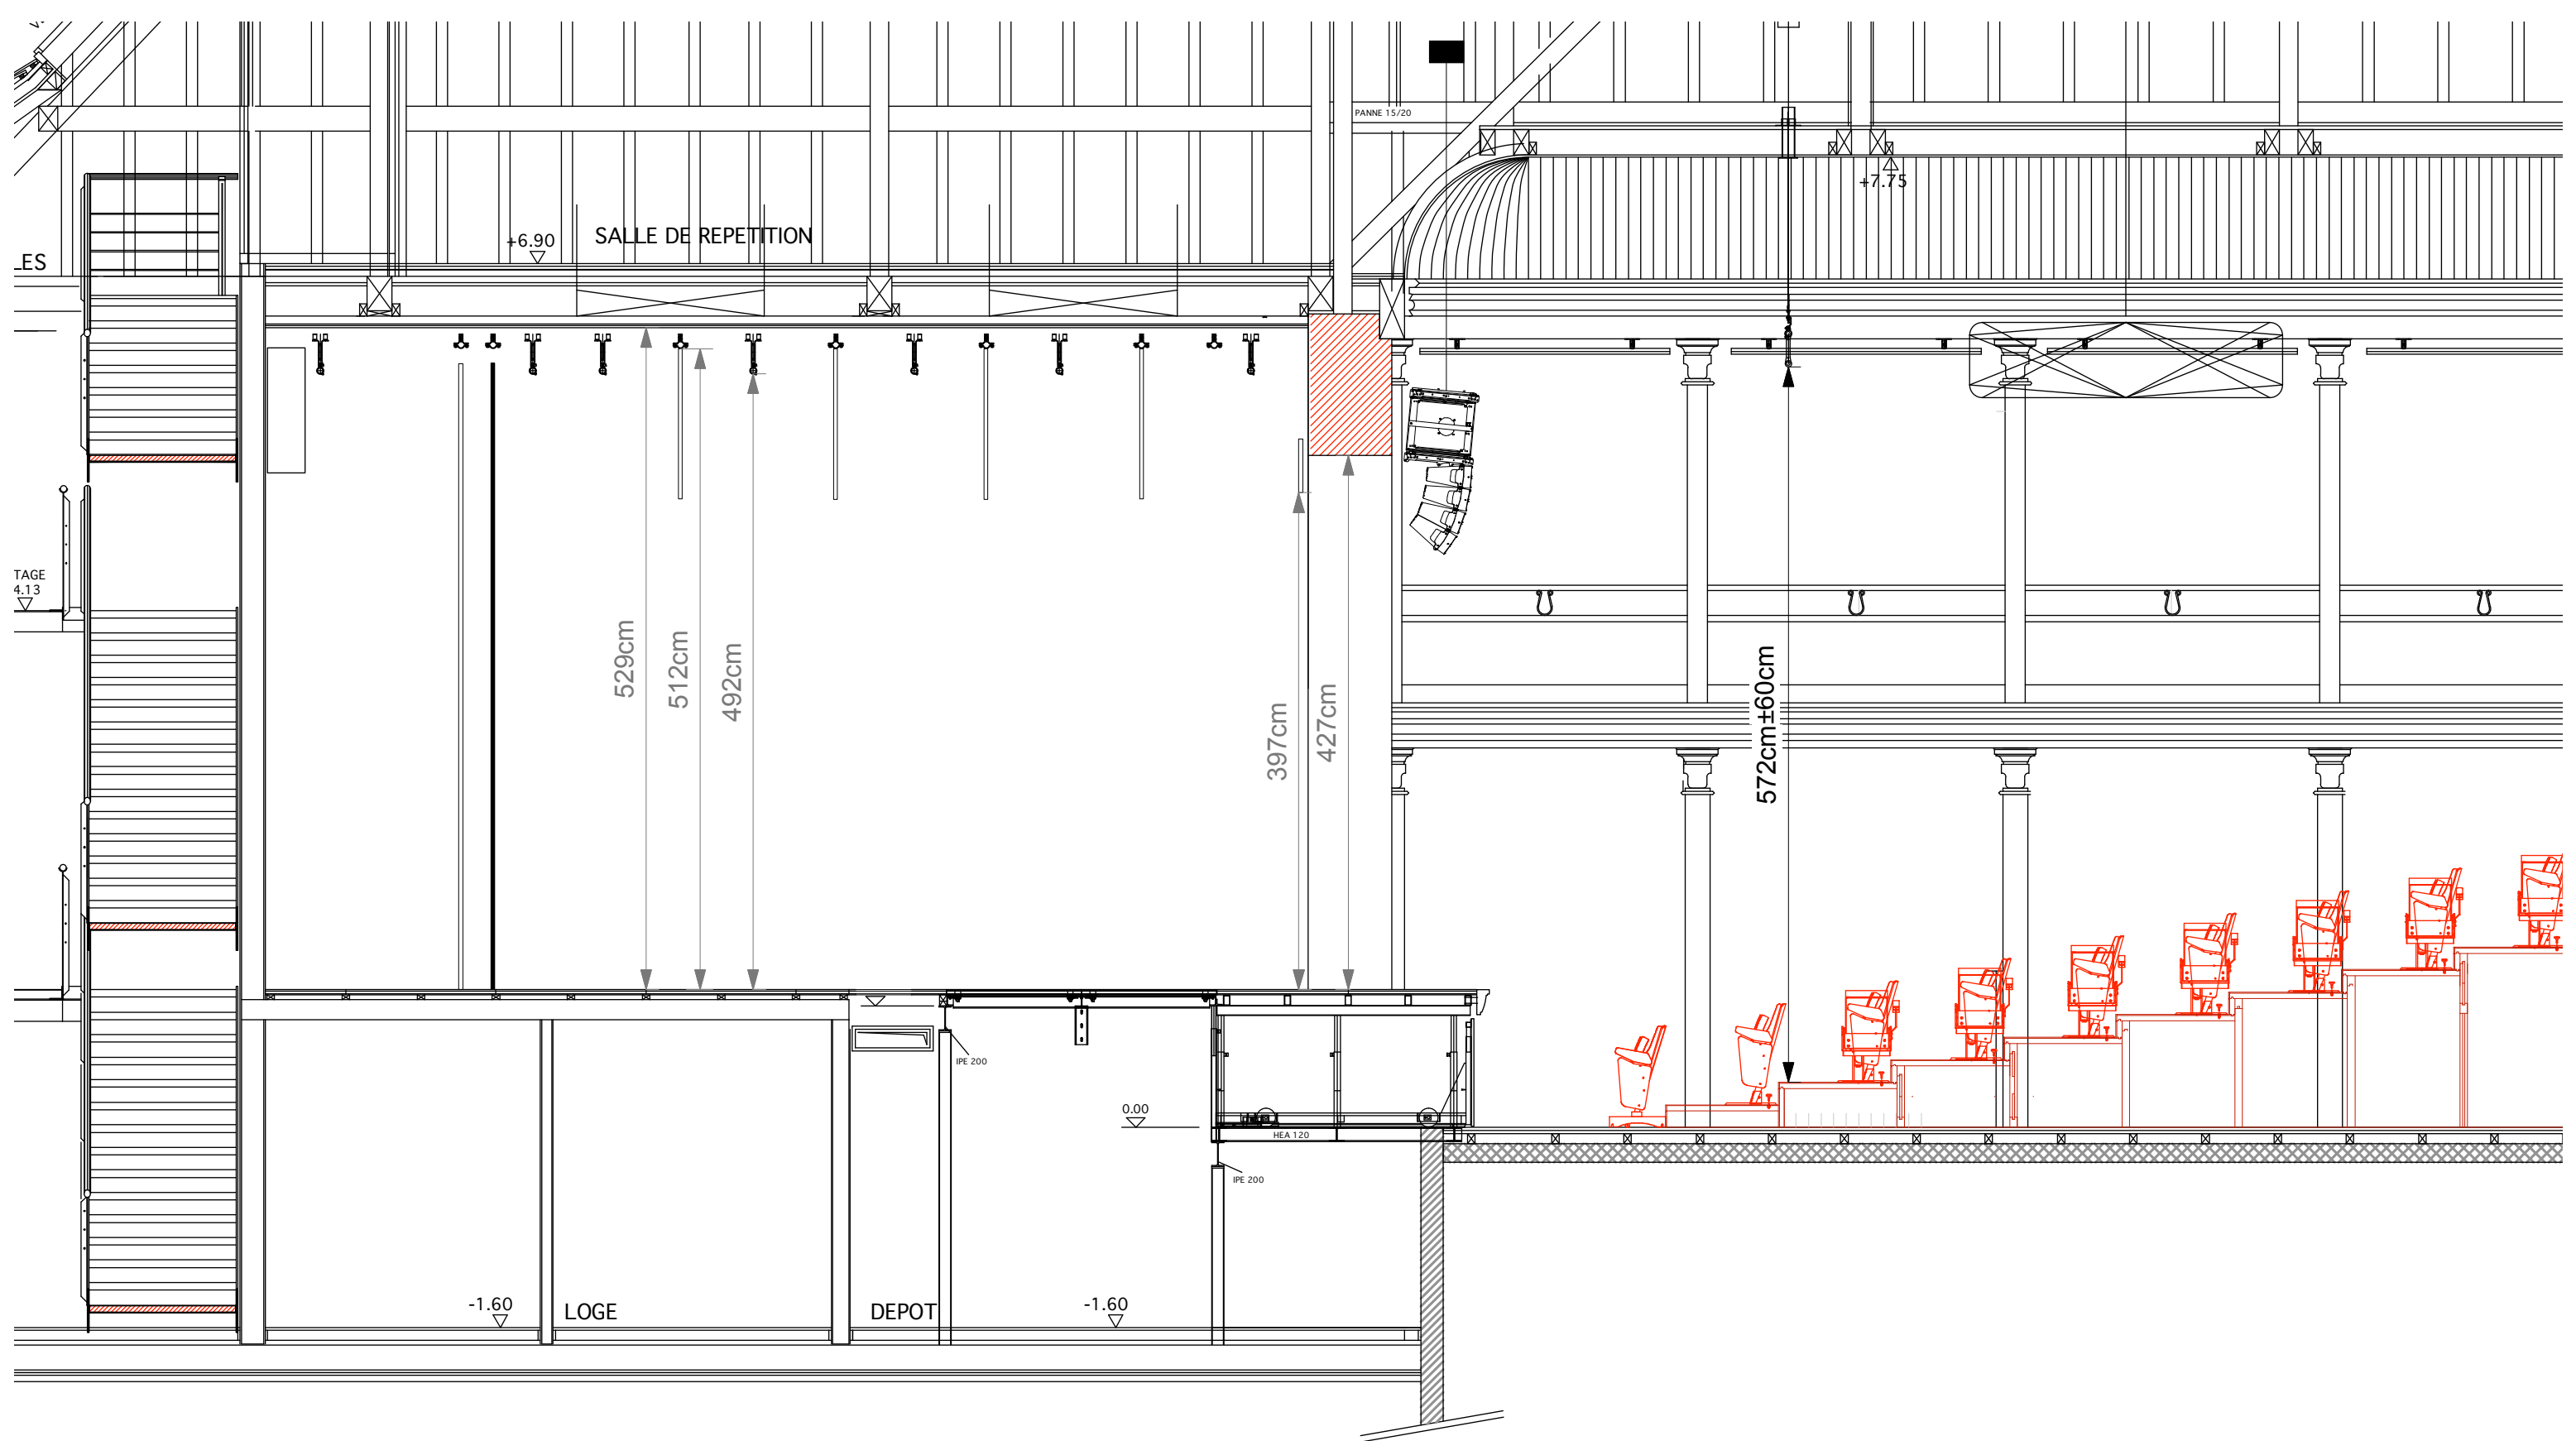 PANNE 15/20
+7.75
+6.90
SALLE DE REPETITION
LES
TAGE
4.13
529cm
512cm
492cm
397cm
427cm
572cm±60cm
IPE 200
0.00
HEA 120
IPE 200
-1.60
LOGE
DEPOT
-1.60